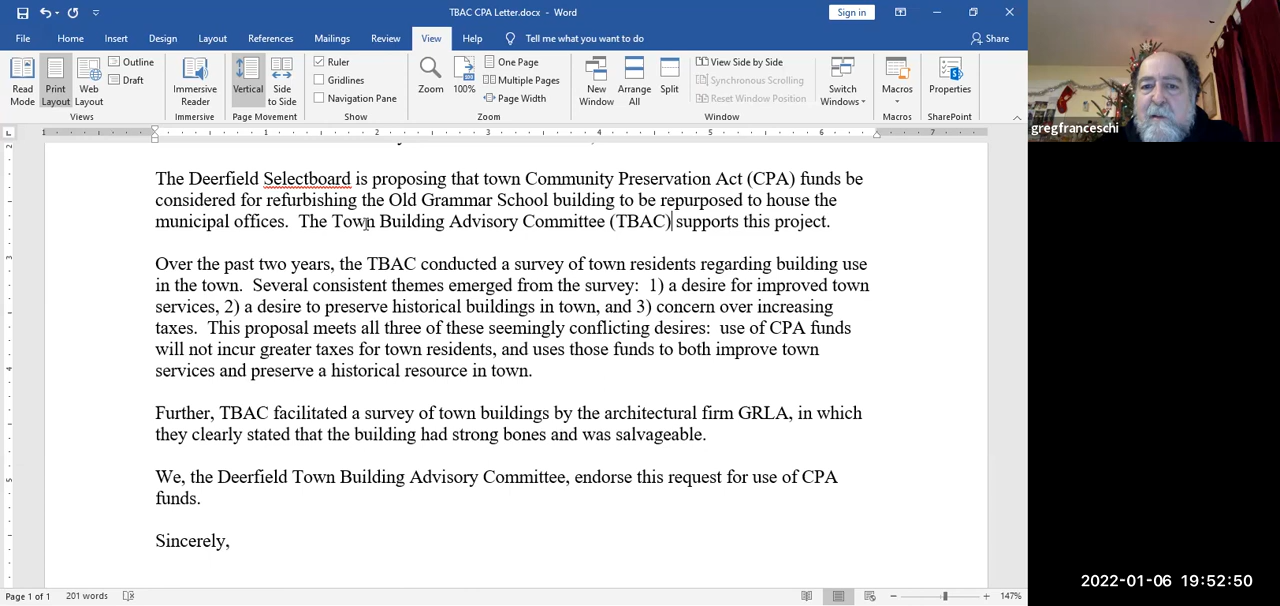 TBAC CPA Letter.docx - Word
Sign in
File Home Insert Design Layout References Mailings Review View Help Tell me what you want to do Share
Read Mode
Print Layout
Web Layout
Outline
Draft
Views
Immersive Reader
Immersive
Vertical
Side to Side
Page Movement
Ruler
Gridlines
Navigation Pane
Show
Zoom
100%
One Page
Multiple Pages
Page Width
Zoom
New Window
Arrange All
Split
View Side by Side
Synchronous Scrolling
Reset Window Position
Switch Windows
Window
Macros
Macros
Properties
SharePoint
gregfranceschi
L
1 1 2 3 4 5 6 7
2
3
4
5
The Deerfield Selectboard is proposing that town Community Preservation Act (CPA) funds be
considered for refurbishing the Old Grammar School building to be repurposed to house the
municipal offices. The Town Building Advisory Committee (TBAC) supports this project.
Over the past two years, the TBAC conducted a survey of town residents regarding building use
in the town. Several consistent themes emerged from the survey: 1) a desire for improved town
services, 2) a desire to preserve historical buildings in town, and 3) concern over increasing
taxes. This proposal meets all three of these seemingly conflicting desires: use of CPA funds
will not incur greater taxes for town residents, and uses those funds to both improve town
services and preserve a historical resource in town.
Further, TBAC facilitated a survey of town buildings by the architectural firm GRLA, in which
they clearly stated that the building had strong bones and was salvageable.
We, the Deerfield Town Building Advisory Committee, endorse this request for use of CPA
funds.
Sincerely,
Page 1 of 1 201 words
147%
2022-01-06 19:52:50